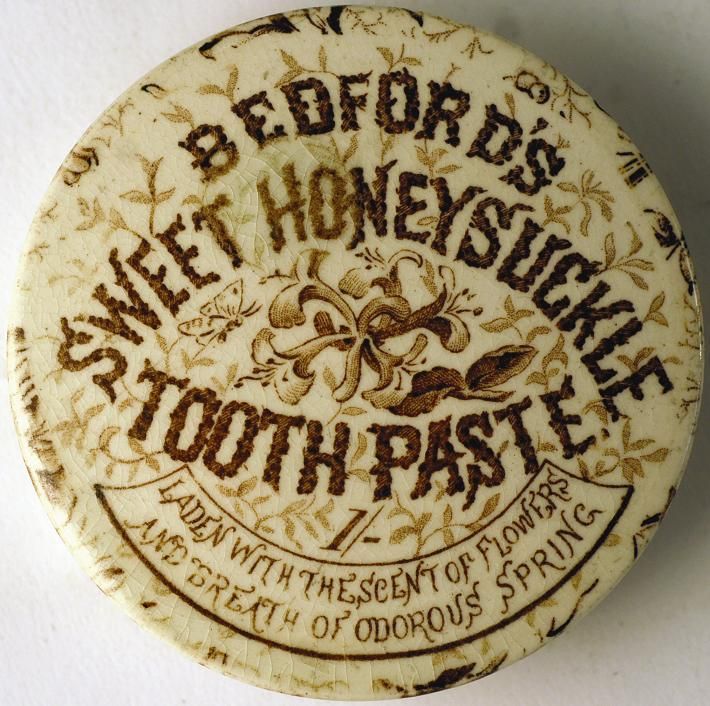 BEDFORD'S
SWEET HONEYSUCKLE
TOOTH PASTE
1/-
LADEN WITH THE SCENT OF FLOWERS
AND BREATH OF ODOROUS SPRING